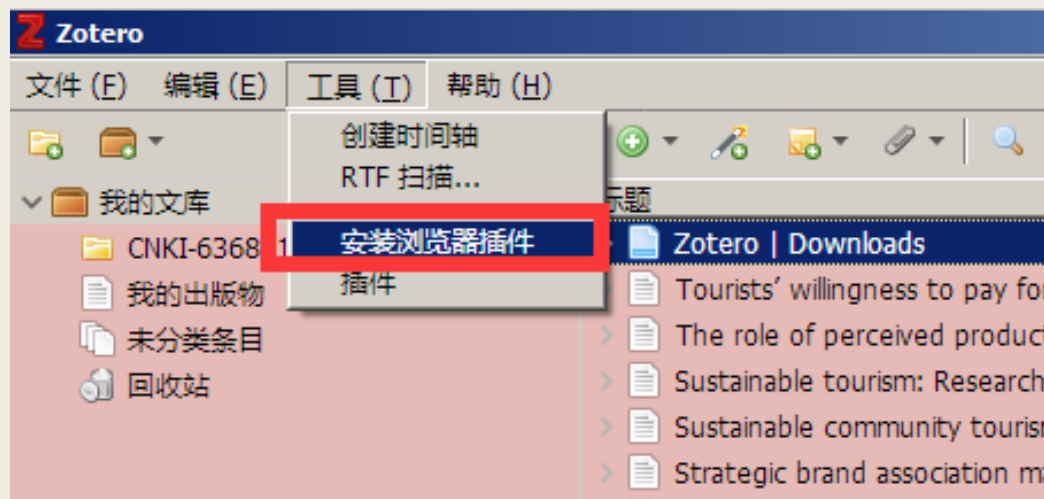 Zotero
文件 (F) 编辑 (E) 工具 (T) 帮助 (H)
创建时间轴
RTF 扫描...
安装浏览器插件
插件
我的文库
CNKI-6368 1
我的出版物
未分类条目
回收站
标题
Zotero | Downloads
Tourists' willingness to pay for
The role of perceived product
Sustainable tourism: Research
Sustainable community tourism
Strategic brand association